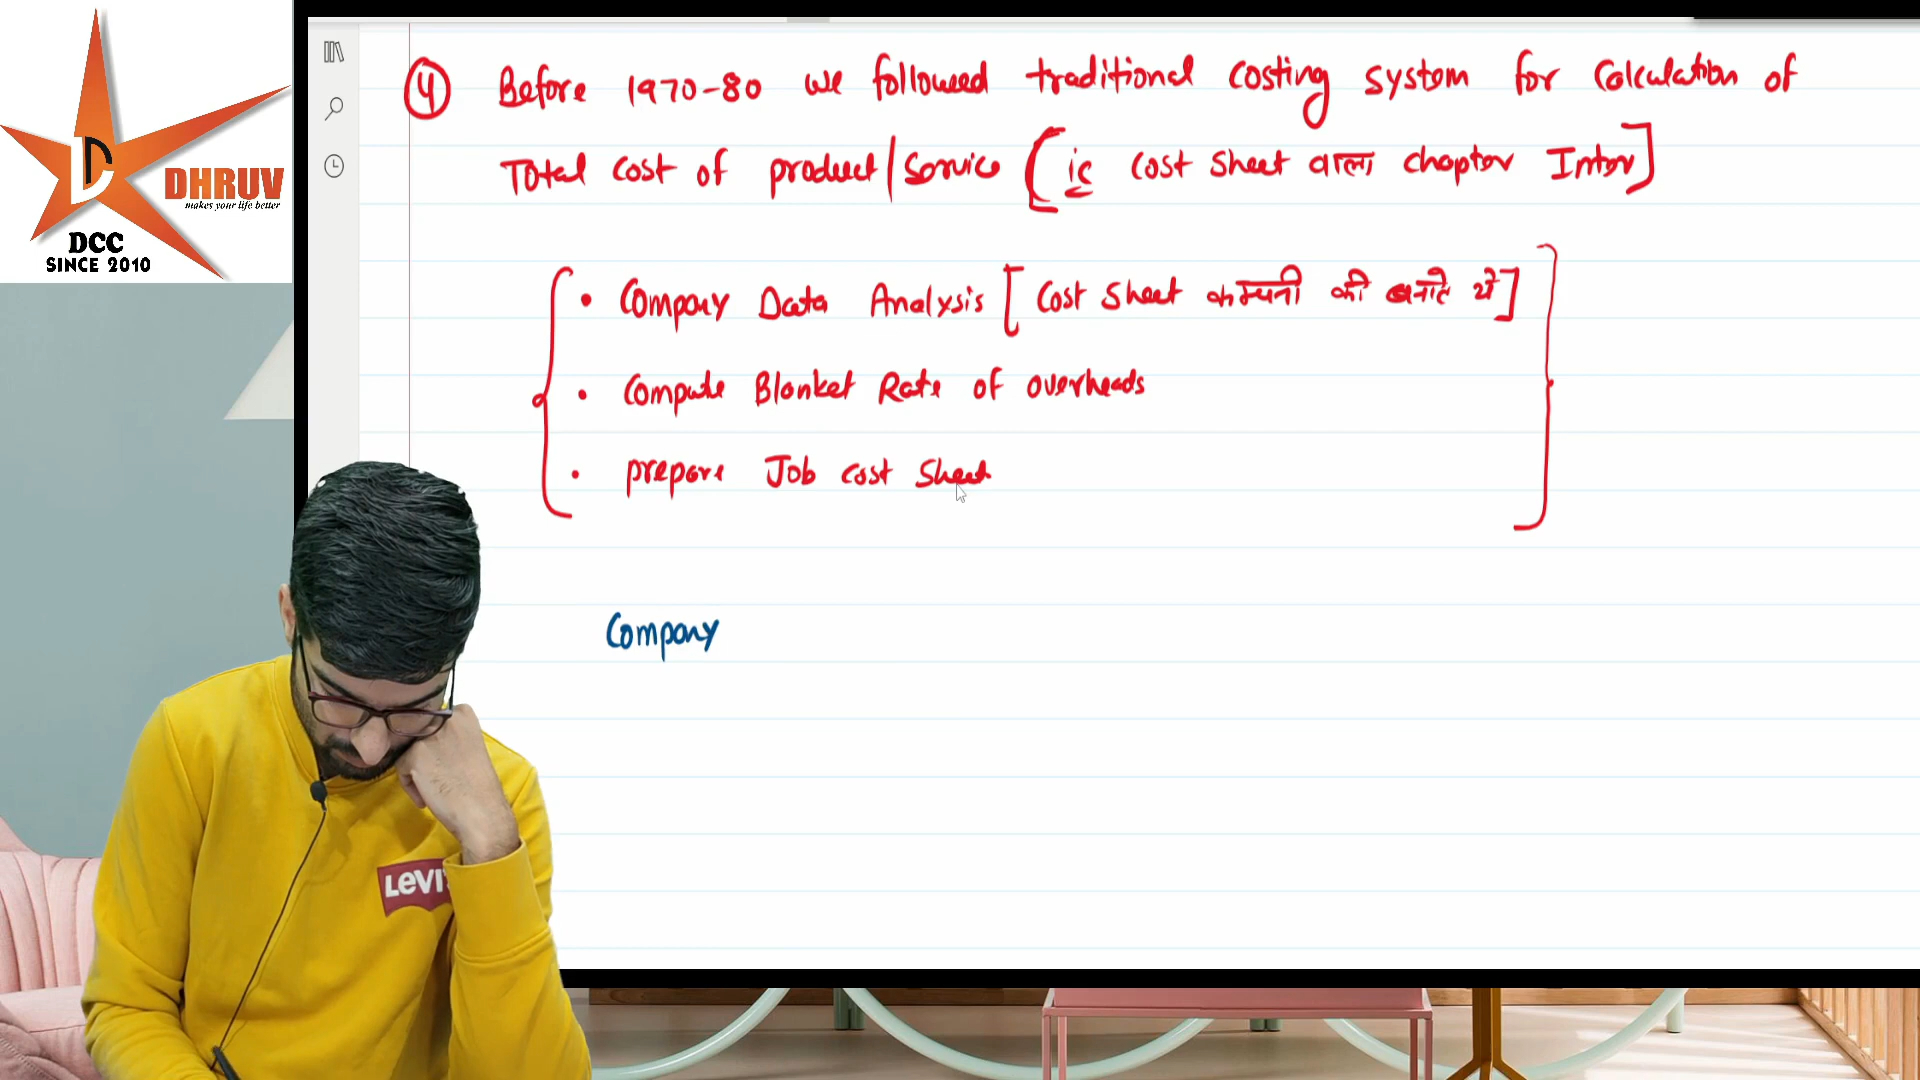 D
DHRUV
makes your life better
DCC
SINCE 2010
4 Before 1970-80 we followed traditional costing system for calculation of
Total cost of product/Service [ie cost sheet वाला chapter Inter]
• Company Data Analysis [Cost Sheet कम्पनी की बनाते थे]
• Compute Blanket Rate of overheads
• prepare Job cost sheet
Company
LEVI'